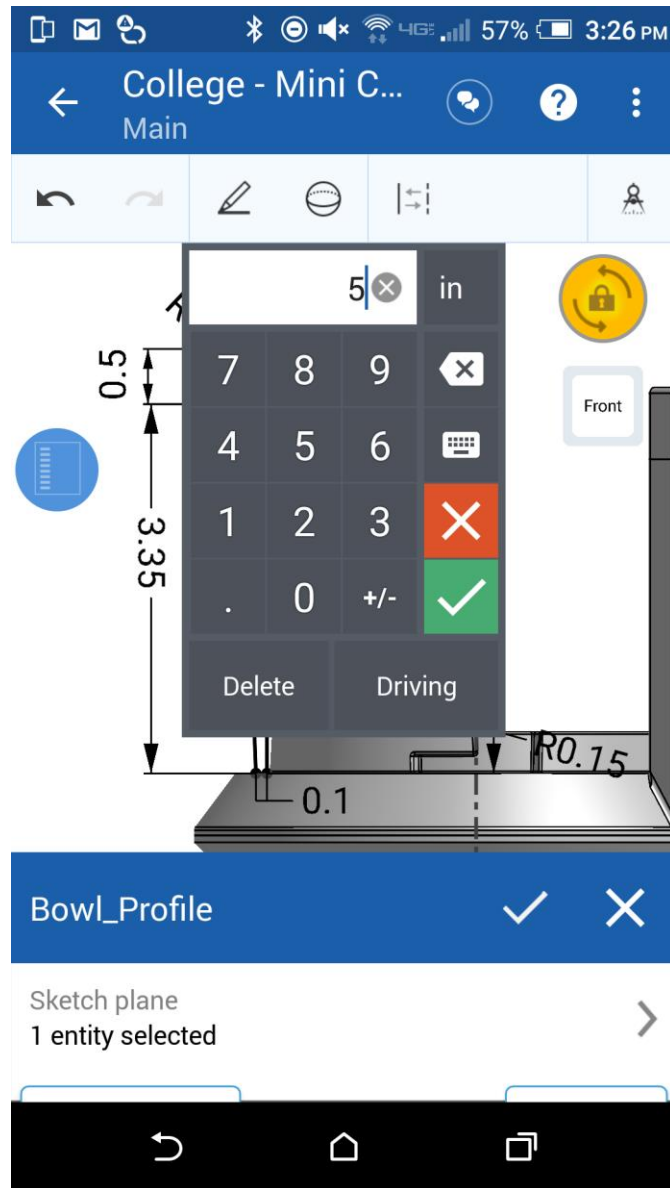 4GE 57% 3:26 PM
College - Mini C...
Main
?
5 in
0.5
7 8 9
Front
4 5 6
1 2 3
3.35
. 0 +/-
Delete Driving
R0.15
0.1
Bowl_Profile
Sketch plane
1 entity selected